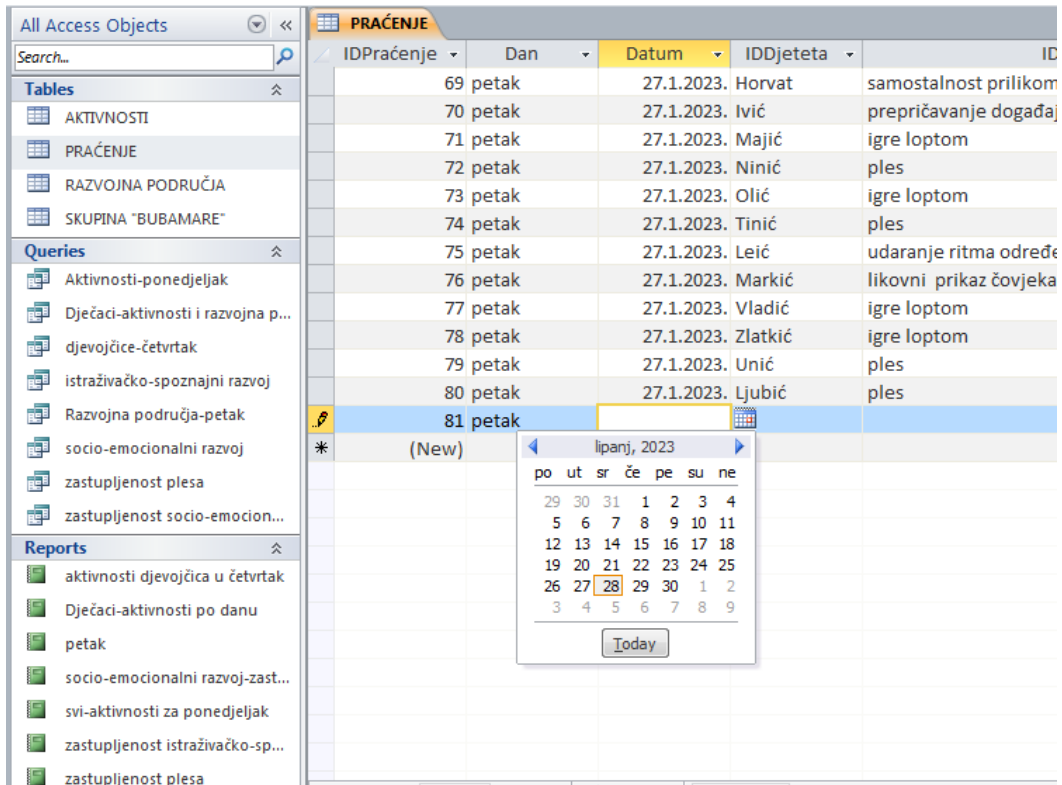 All Access Objects
Search...
Tables
AKTIVNOSTI
PRAĆENJE
RAZVOJNA PODRUČJA
SKUPINA "BUBAMARE"
Queries
Aktivnosti-ponedjeljak
Dječaci-aktivnosti i razvojna p...
djevojčice-četvrtak
istraživačko-spoznajni razvoj
Razvojna područja-petak
socio-emocionalni razvoj
zastupljenost plesa
zastupljenost socio-emocion...
Reports
aktivnosti djevojčica u četvrtak
Dječaci-aktivnosti po danu
petak
socio-emocionalni razvoj-zast...
svi-aktivnosti za ponedjeljak
zastupljenost istraživačko-sp...
zastupljenost plesa
PRAĆENJE
IDPraćenje Dan Datum IDDjeteta ID
69 petak 27.1.2023. Horvat samostalnost prilikom
70 petak 27.1.2023. Ivić prepričavanje događaj
71 petak 27.1.2023. Majić igre loptom
72 petak 27.1.2023. Ninić ples
73 petak 27.1.2023. Olić igre loptom
74 petak 27.1.2023. Tinić ples
75 petak 27.1.2023. Leić udaranje ritma određe
76 petak 27.1.2023. Markić likovni prikaz čovjeka
77 petak 27.1.2023. Vladić igre loptom
78 petak 27.1.2023. Zlatkić igre loptom
79 petak 27.1.2023. Unić ples
80 petak 27.1.2023. Ljubić ples
81 petak
(New)
lipanj, 2023
po ut sr če pe su ne
29 30 31 1 2 3 4
5 6 7 8 9 10 11
12 13 14 15 16 17 18
19 20 21 22 23 24 25
26 27 28 29 30 1 2
3 4 5 6 7 8 9
Today